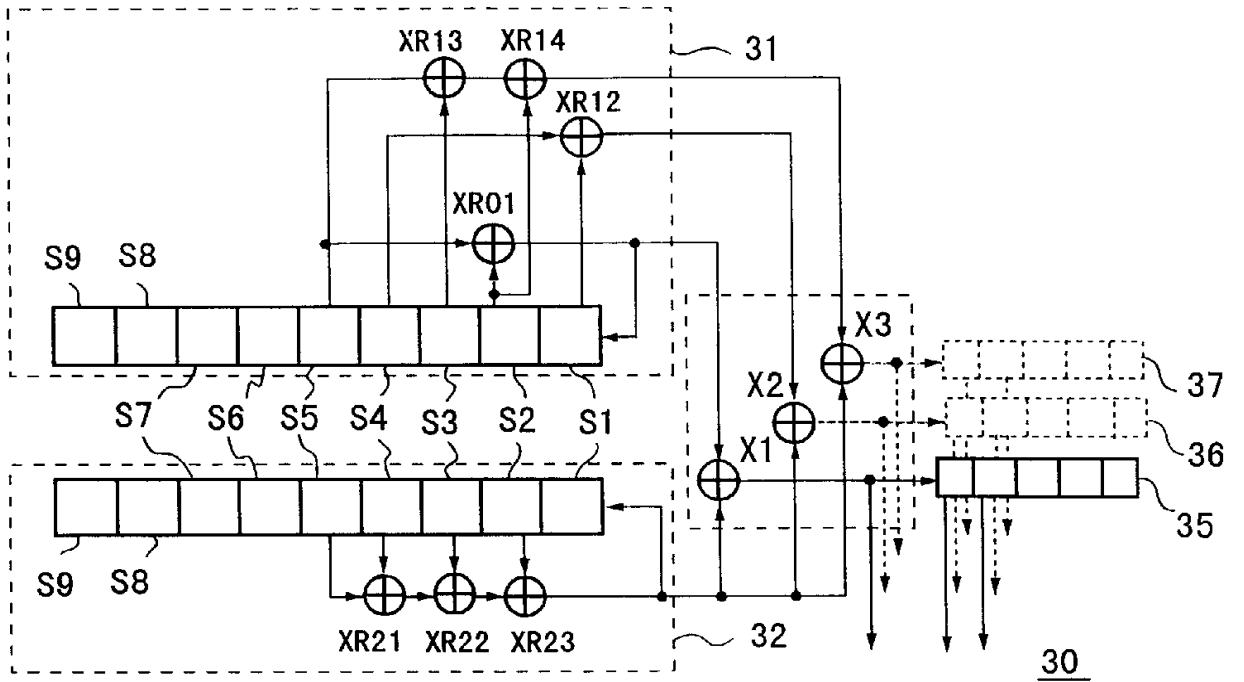 XR13 XR14
31
XR12
XR01
S9 S8
X3
37
S7 S6 S5 S4 S3 S2 S1
X2
36
X1
35
S9 S8
XR21 XR22 XR23
32
30